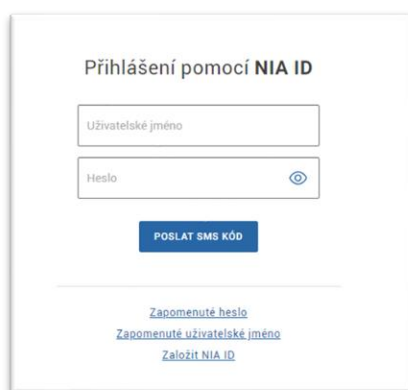 Přihlášení pomocí NIA ID
Uživatelské jméno
Heslo
POSLAT SMS KÓD
Zapomenuté heslo
Zapomenuté uživatelské jméno
Založit NIA ID